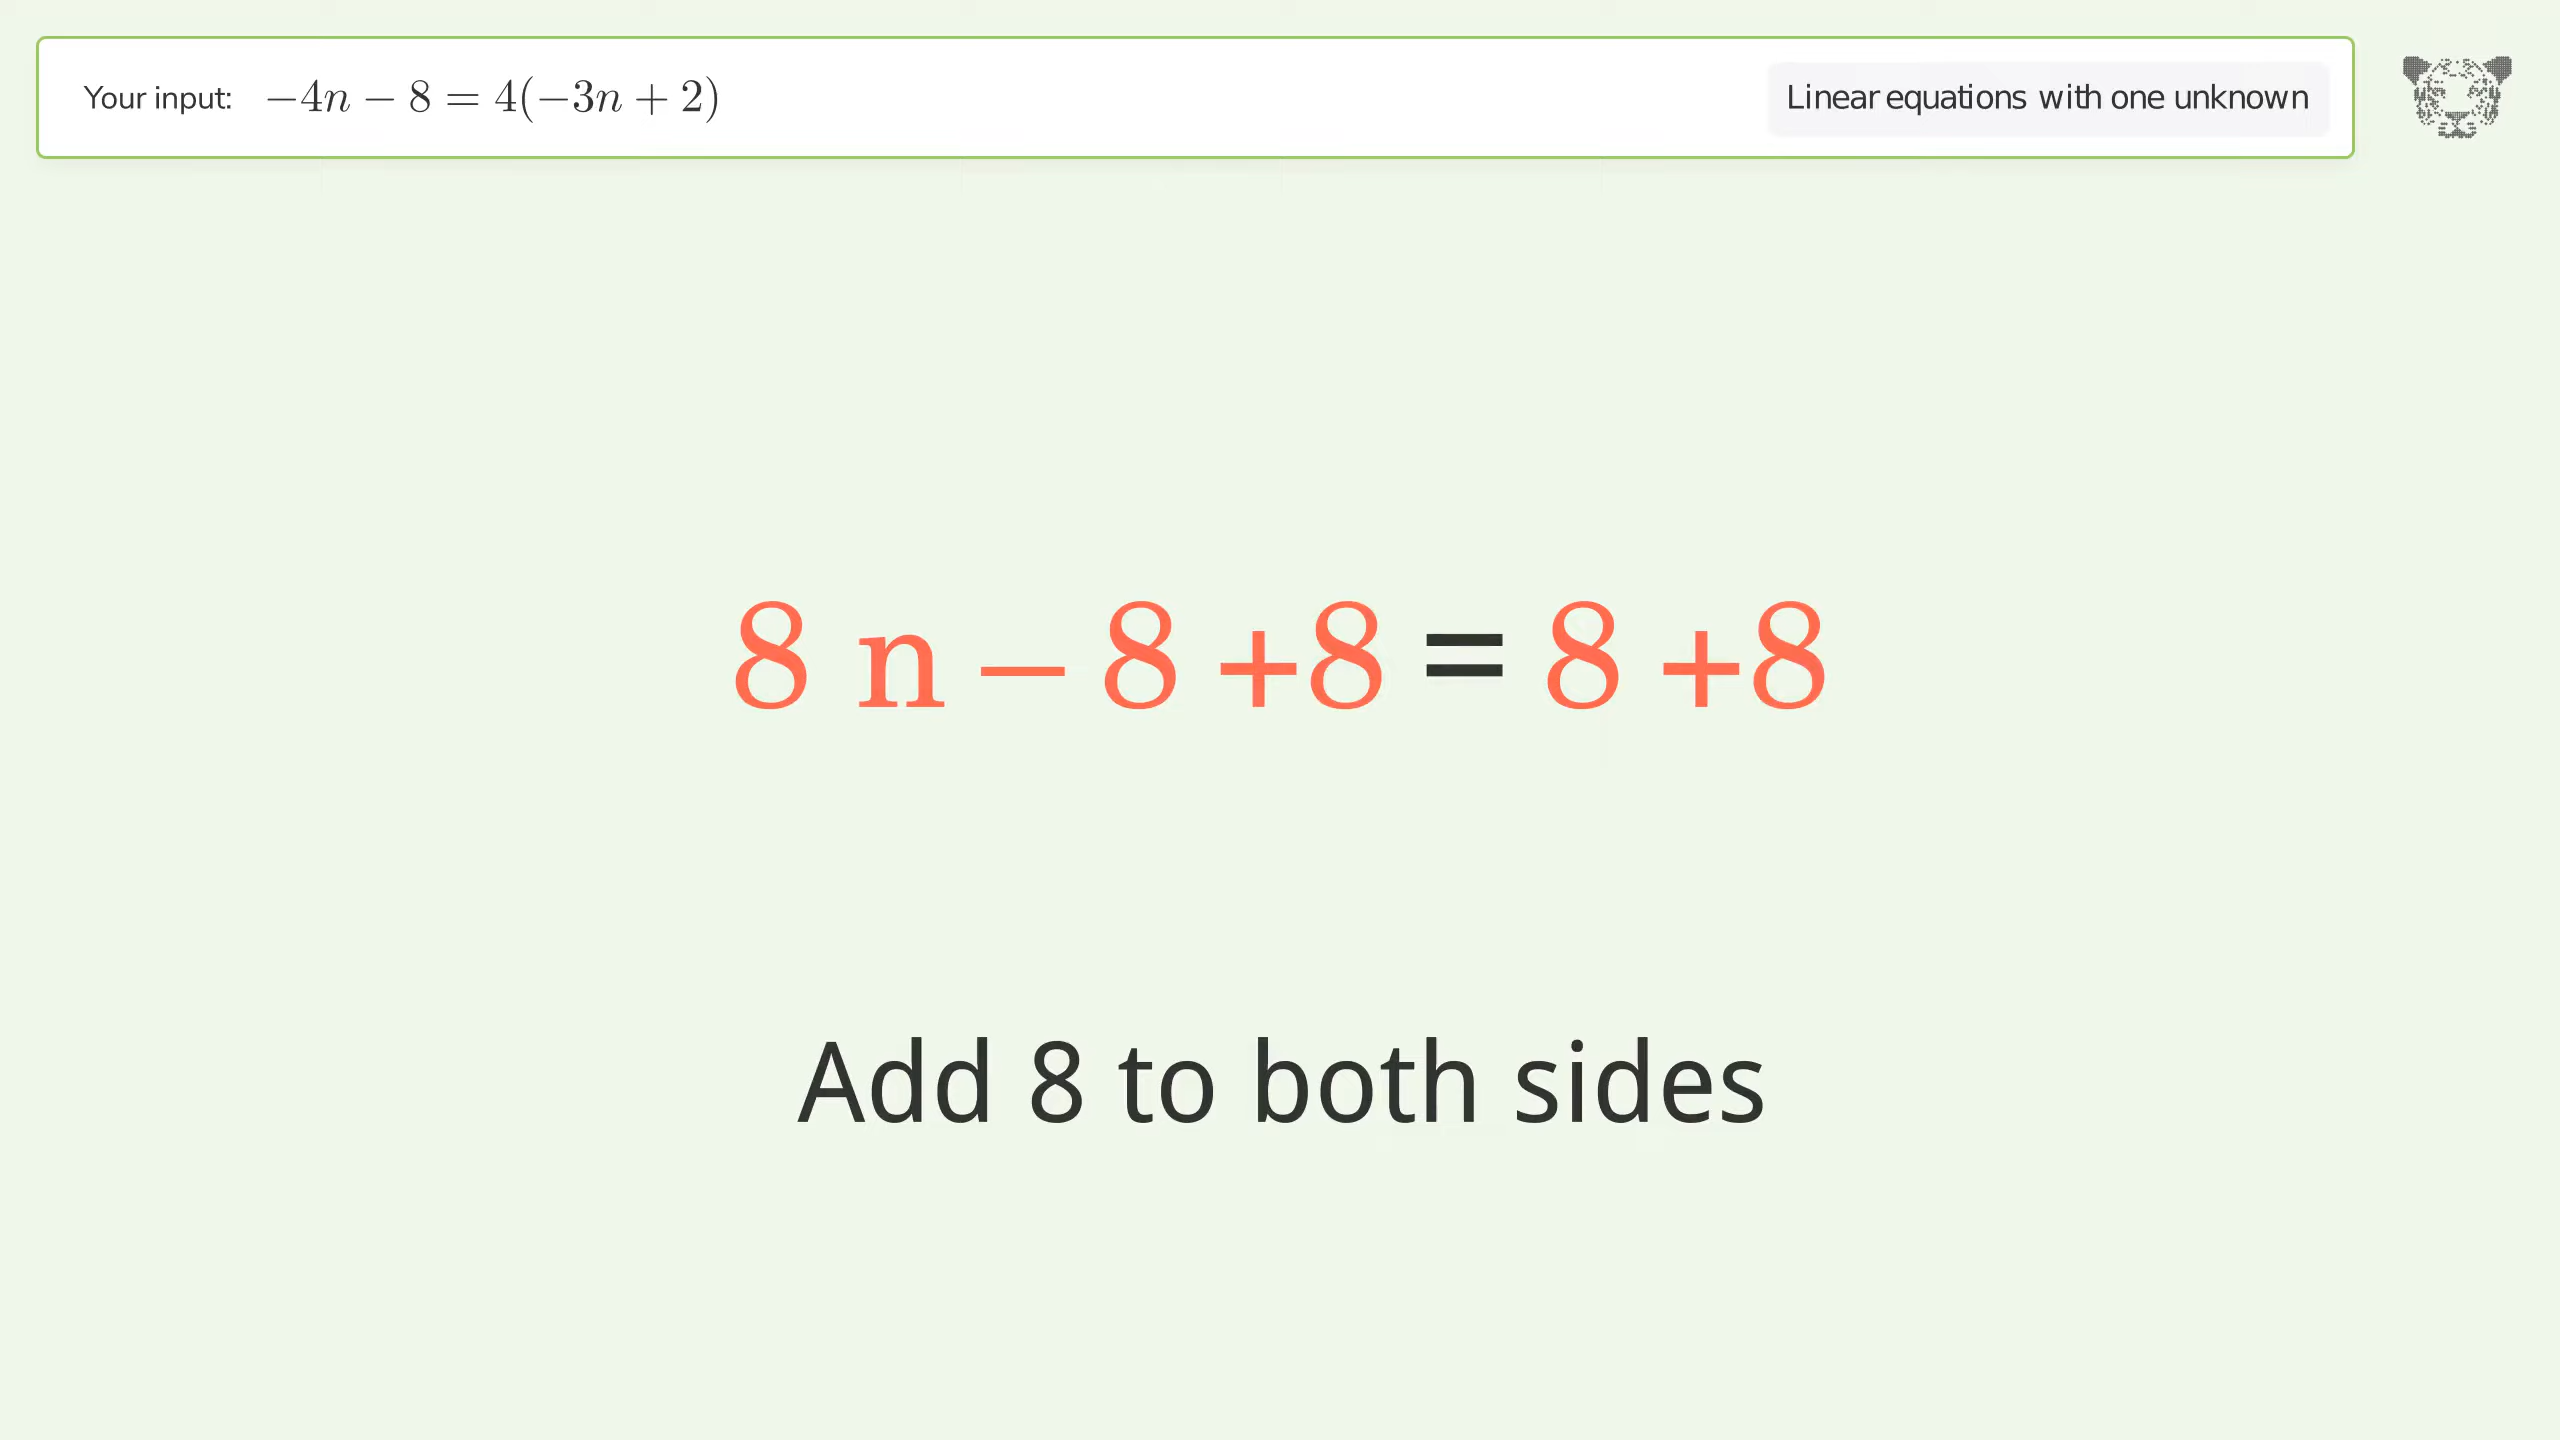 Your input: −4n − 8 = 4(−3n + 2)
Linear equations with one unknown
8 n – 8 +8 = 8 +8
Add 8 to both sides